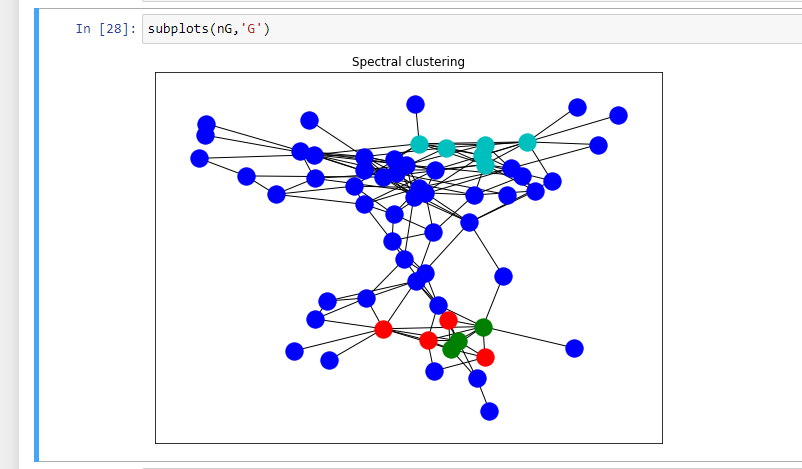 In [28]: subplots(nG,'G')
Spectral clustering